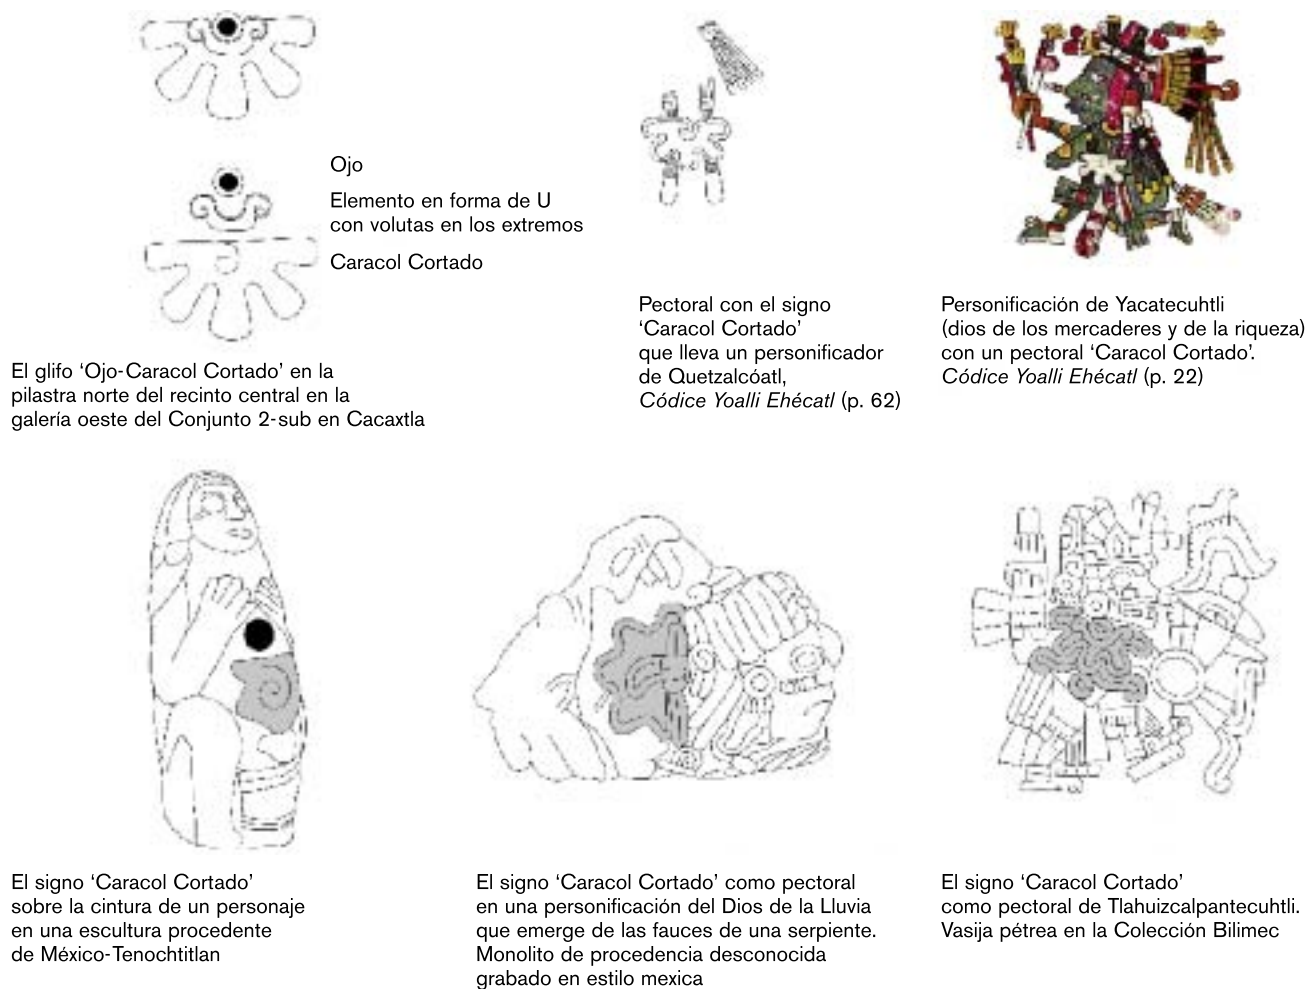 Ojo
Elemento en forma de U
con volutas en los extremos
Caracol Cortado
El glifo ‘Ojo-Caracol Cortado’ en la
pilastra norte del recinto central en la
galería oeste del Conjunto 2-sub en Cacaxtla
Pectoral con el signo
‘Caracol Cortado’
que lleva un personificador
de Quetzalcóatl,
Códice Yoalli Ehécatl (p. 62)
Personificación de Yacatecuhtli
(dios de los mercaderes y de la riqueza)
con un pectoral ‘Caracol Cortado’.
Códice Yoalli Ehécatl (p. 22)
El signo ‘Caracol Cortado’
sobre la cintura de un personaje
en una escultura procedente
de México-Tenochtitlan
El signo ‘Caracol Cortado’ como pectoral
en una personificación del Dios de la Lluvia
que emerge de las fauces de una serpiente.
Monolito de procedencia desconocida
grabado en estilo mexica
El signo ‘Caracol Cortado’
como pectoral de Tlahuizcalpantecuhtli.
Vasija pétrea en la Colección Bilimec